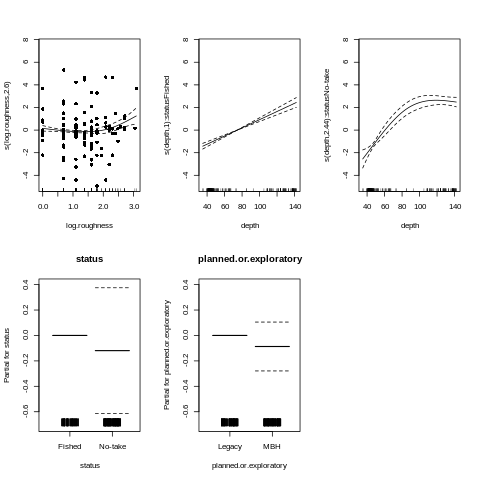 s(log.roughness,2.6)
8
6
4
2
0
-2
-4
0.0 1.0 2.0 3.0
log.roughness
s(depth,1):statusFished
8
6
4
2
0
-2
-4
40 60 80 100 140
depth
s(depth,2.44):statusNo-take
8
6
4
2
0
-2
-4
40 60 80 100 140
depth
status
Partial for status
0.4
0.2
0.0
-0.2
-0.4
-0.6
Fished No-take
status
planned.or.exploratory
Partial for planned.or.exploratory
0.4
0.2
0.0
-0.2
-0.4
-0.6
Legacy MBH
planned.or.exploratory